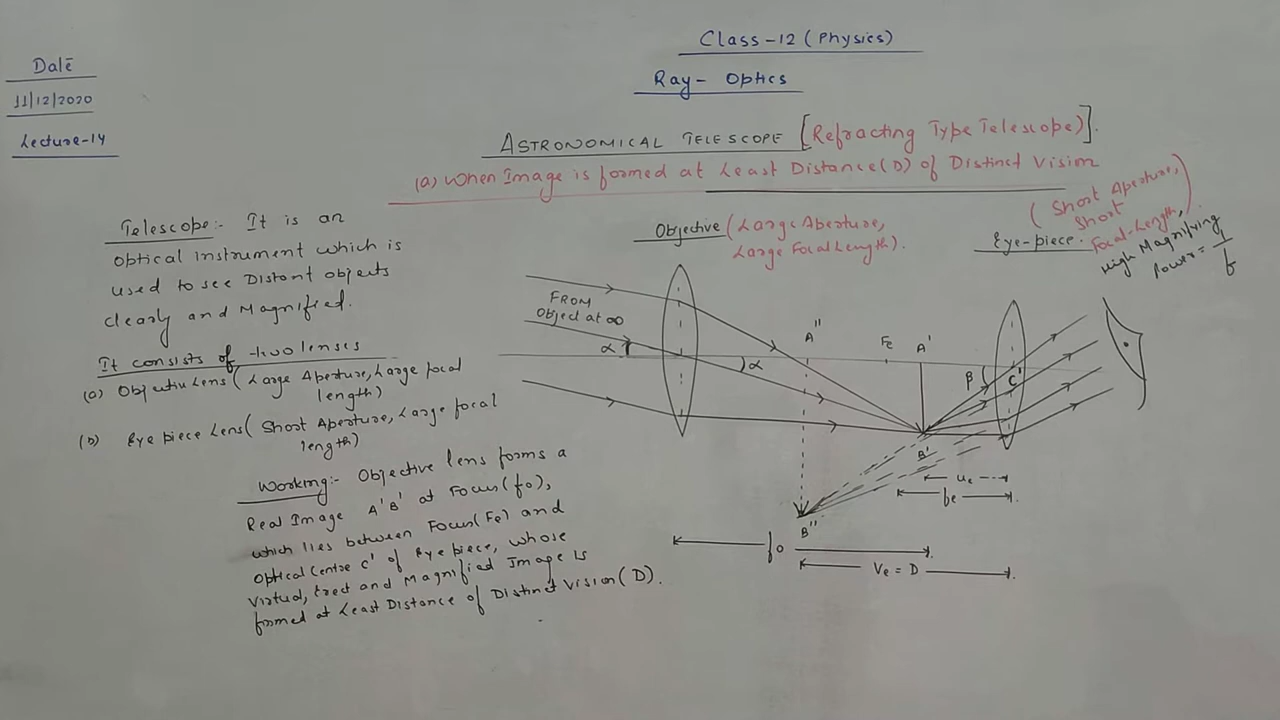 Class-12 (Physics)
Ray- Optics
Date
11/12/2020
Lecture-14
ASTRONOMICAL TELESCOPE [Refracting Type Telescope)].
(a) When Image is formed at Least Distance(D) of Distinct Vision
Telescope:- It is an
optical instrument which is
used to see Distant objects
clearly and Magnified.
It consists of two lenses
(a) Objective Lens (Large Aperture, Large focal
length)
(b) Eye piece Lens (Short Aperture, Large focal
length)
Working:- Objective lens forms a
Real Image A'B' at Focus(fo),
which lies between Focus(Fe) and
optical Centre C' of Eye piece, whose
Virtual, Erect and Magnified Image is
formed at Least Distance of Distinct Vision(D).
Objective (Large Aperture,
Large Focal Length).
Eye-piece. (Short Aperture,
Short
Focal-Length,)
High Magnifying
Power = 1/f
FROM
Object at ∞
α
α
A''
Fe
A'
β
C'
B'
B''
ue
fe
fo
Ve = D